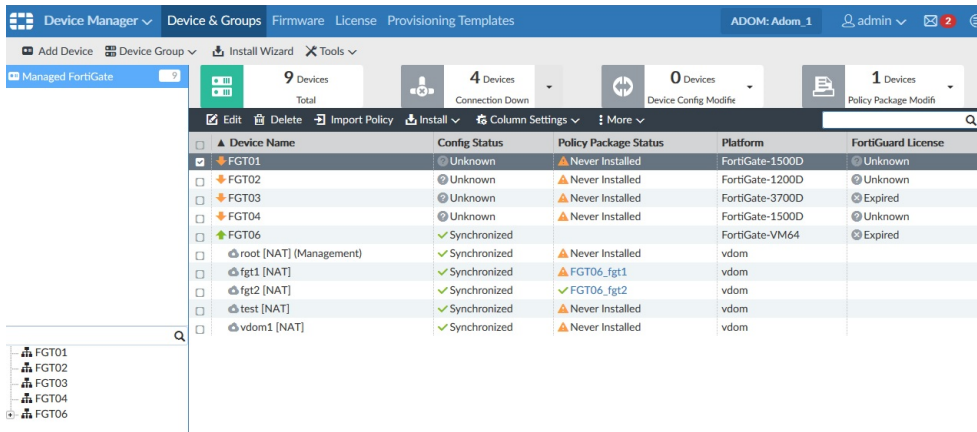 Device Manager Device & Groups Firmware License Provisioning Templates ADOM: Adom_1 admin 2
Add Device Device Group Install Wizard Tools
Managed FortiGate 9
9 Devices
Total
4 Devices
Connection Down
0 Devices
Device Config Modifie
1 Devices
Policy Package Modifi
Edit Delete Import Policy Install Column Settings More
Device Name Config Status Policy Package Status Platform FortiGuard License
FGT01 Unknown Never Installed FortiGate-1500D Unknown
FGT02 Unknown Never Installed FortiGate-1200D Unknown
FGT03 Unknown Never Installed FortiGate-3700D Expired
FGT04 Unknown Never Installed FortiGate-1500D Unknown
FGT06 Synchronized FortiGate-VM64 Expired
root [NAT] (Management) Synchronized Never Installed vdom
fgt1 [NAT] Synchronized FGT06_fgt1 vdom
fgt2 [NAT] Synchronized FGT06_fgt2 vdom
test [NAT] Synchronized Never Installed vdom
vdom1 [NAT] Synchronized Never Installed vdom
FGT01
FGT02
FGT03
FGT04
FGT06